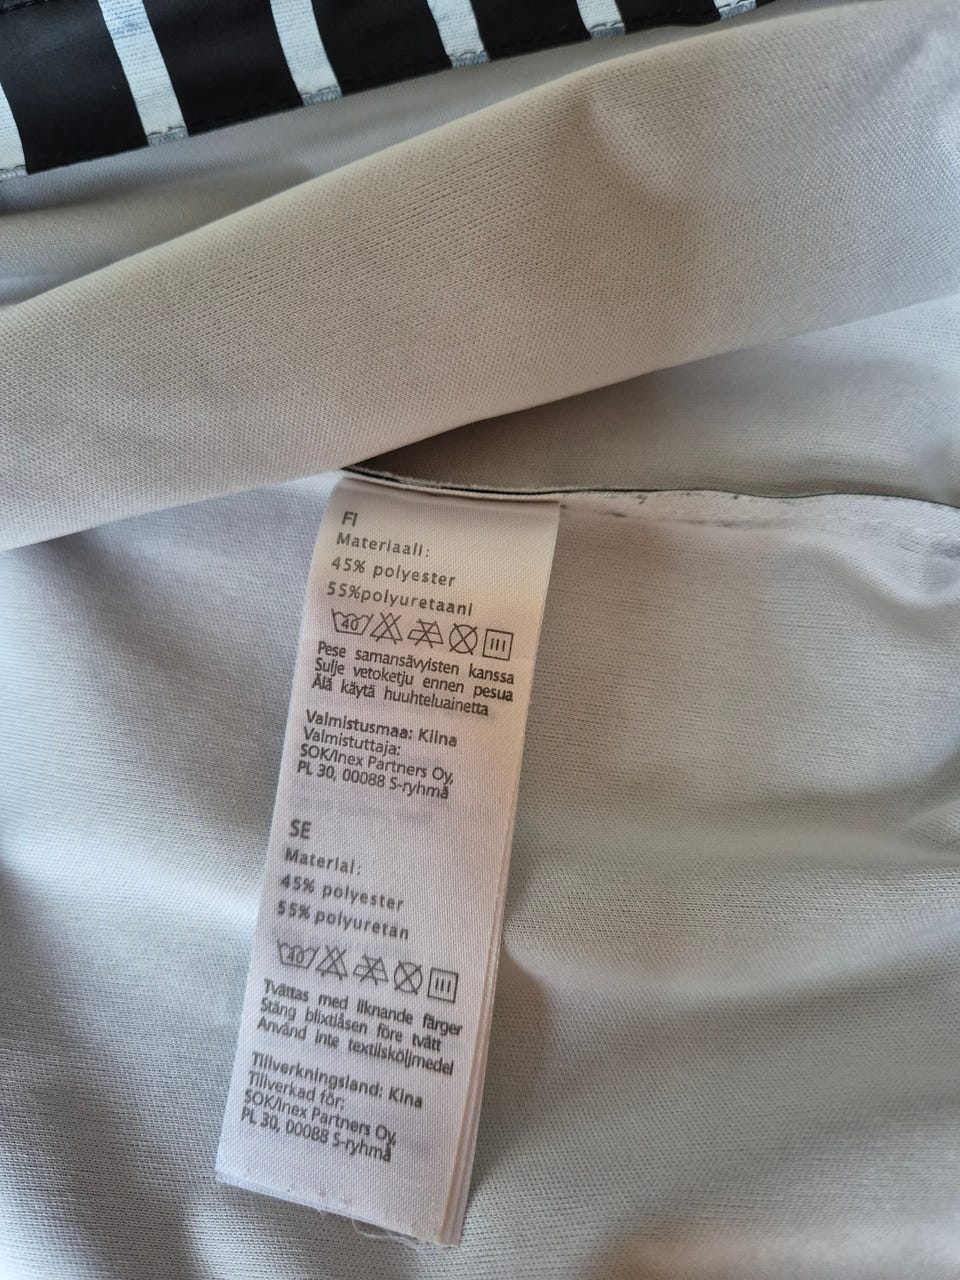 FI
Materiaali:
45% polyester
55%polyuretaani
40
Pese samansävyisten kanssa
Sulje vetoketju ennen pesua
Älä käytä huuhteluainetta
Valmistusmaa: Kiina
Valmistuttaja:
SOK/Inex Partners Oy,
PL 30, 00088 S-ryhmä
SE
Material:
45% polyester
55% polyuretan
40
Tvättas med liknande färger
Stäng blixtlåsen före tvätt
Använd inte textilsköljmedel
Tillverkningsland: Kina
Tillverkad för:
SOK/Inex Partners Oy,
PL 30, 00088 S-ryhmä